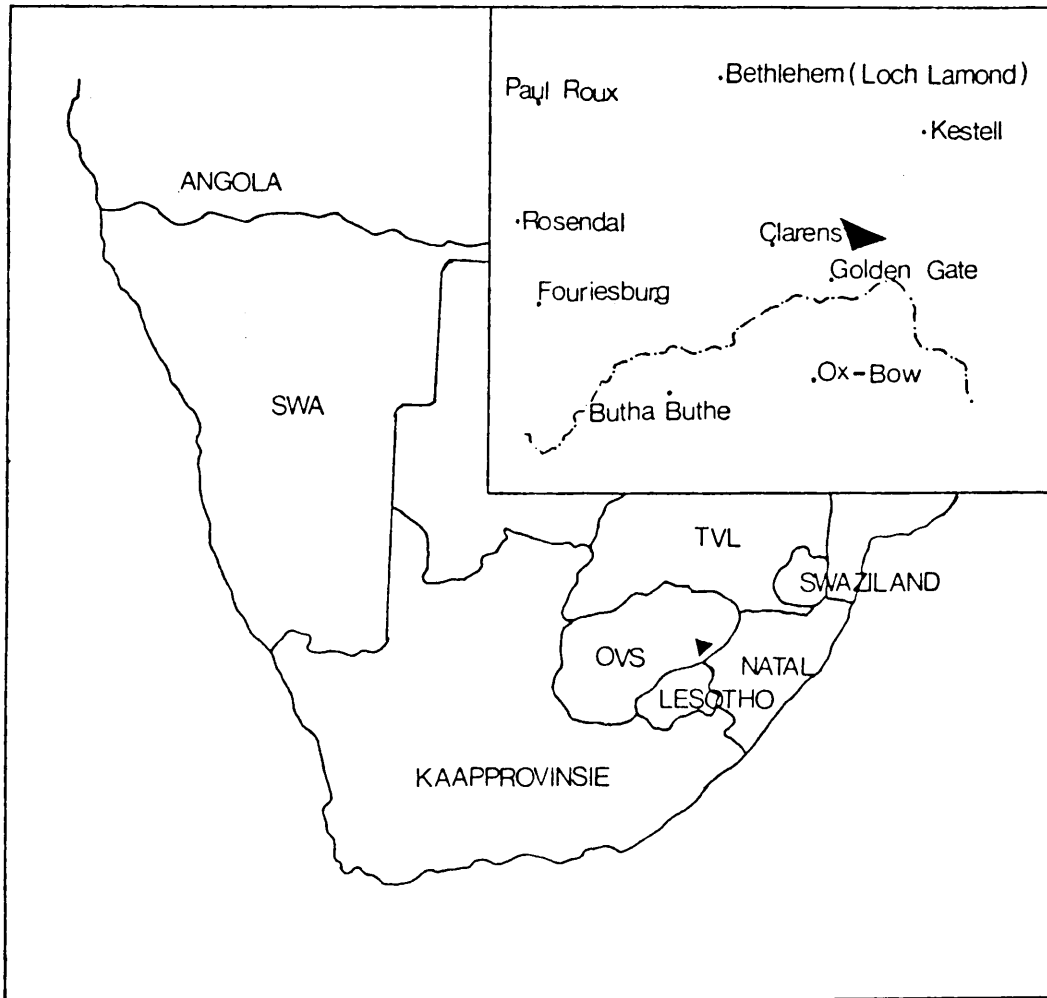 Bethlehem (Loch Lamond)
Paul Roux
Kestell
ANGOLA
Rosendal
Clarens
Golden Gate
Fouriesburg
Ox-Bow
SWA
Butha Buthe
TVL
SWAZILAND
OVS
NATAL
LESOTHO
KAAPPROVINSIE